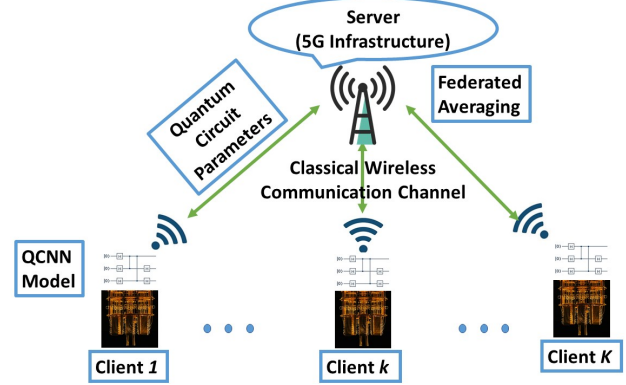 Server
(5G Infrastructure)
Quantum
Circuit
Parameters
Federated
Averaging
Classical Wireless
Communication Channel
QCNN
Model
Client 1
Client k
Client K